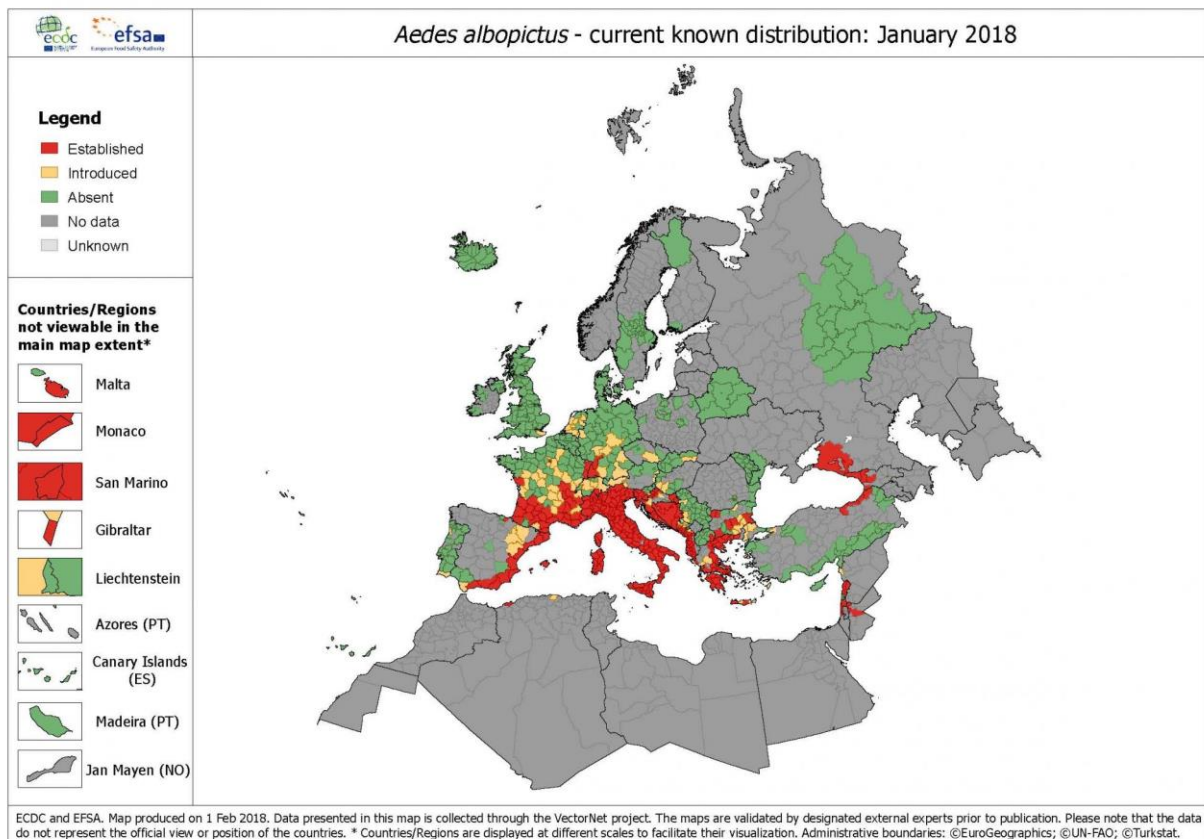 ecdc
efsa
European Food Safety Authority
Aedes albopictus - current known distribution: January 2018
Legend
Established
Introduced
Absent
No data
Unknown
Countries/Regions
not viewable in the
main map extent*
Malta
Monaco
San Marino
Gibraltar
Liechtenstein
Azores (PT)
Canary Islands
(ES)
Madeira (PT)
Jan Mayen (NO)
ECDC and EFSA. Map produced on 1 Feb 2018. Data presented in this map is collected through the VectorNet project. The maps are validated by designated external experts prior to publication. Please note that the data
do not represent the official view or position of the countries. * Countries/Regions are displayed at different scales to facilitate their visualization. Administrative boundaries: ©EuroGeographics; ©UN-FAO; ©Turkstat.